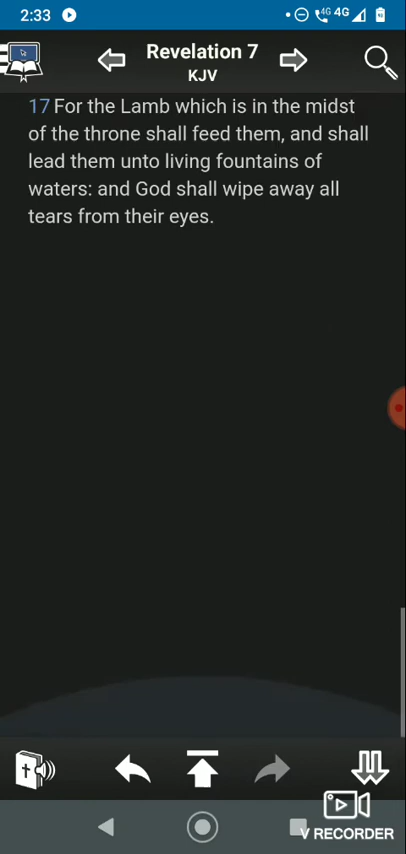 2:33 4G 4G
Revelation 7
KJV
17 For the Lamb which is in the midst
of the throne shall feed them, and shall
lead them unto living fountains of
waters: and God shall wipe away all
tears from their eyes.
V RECORDER